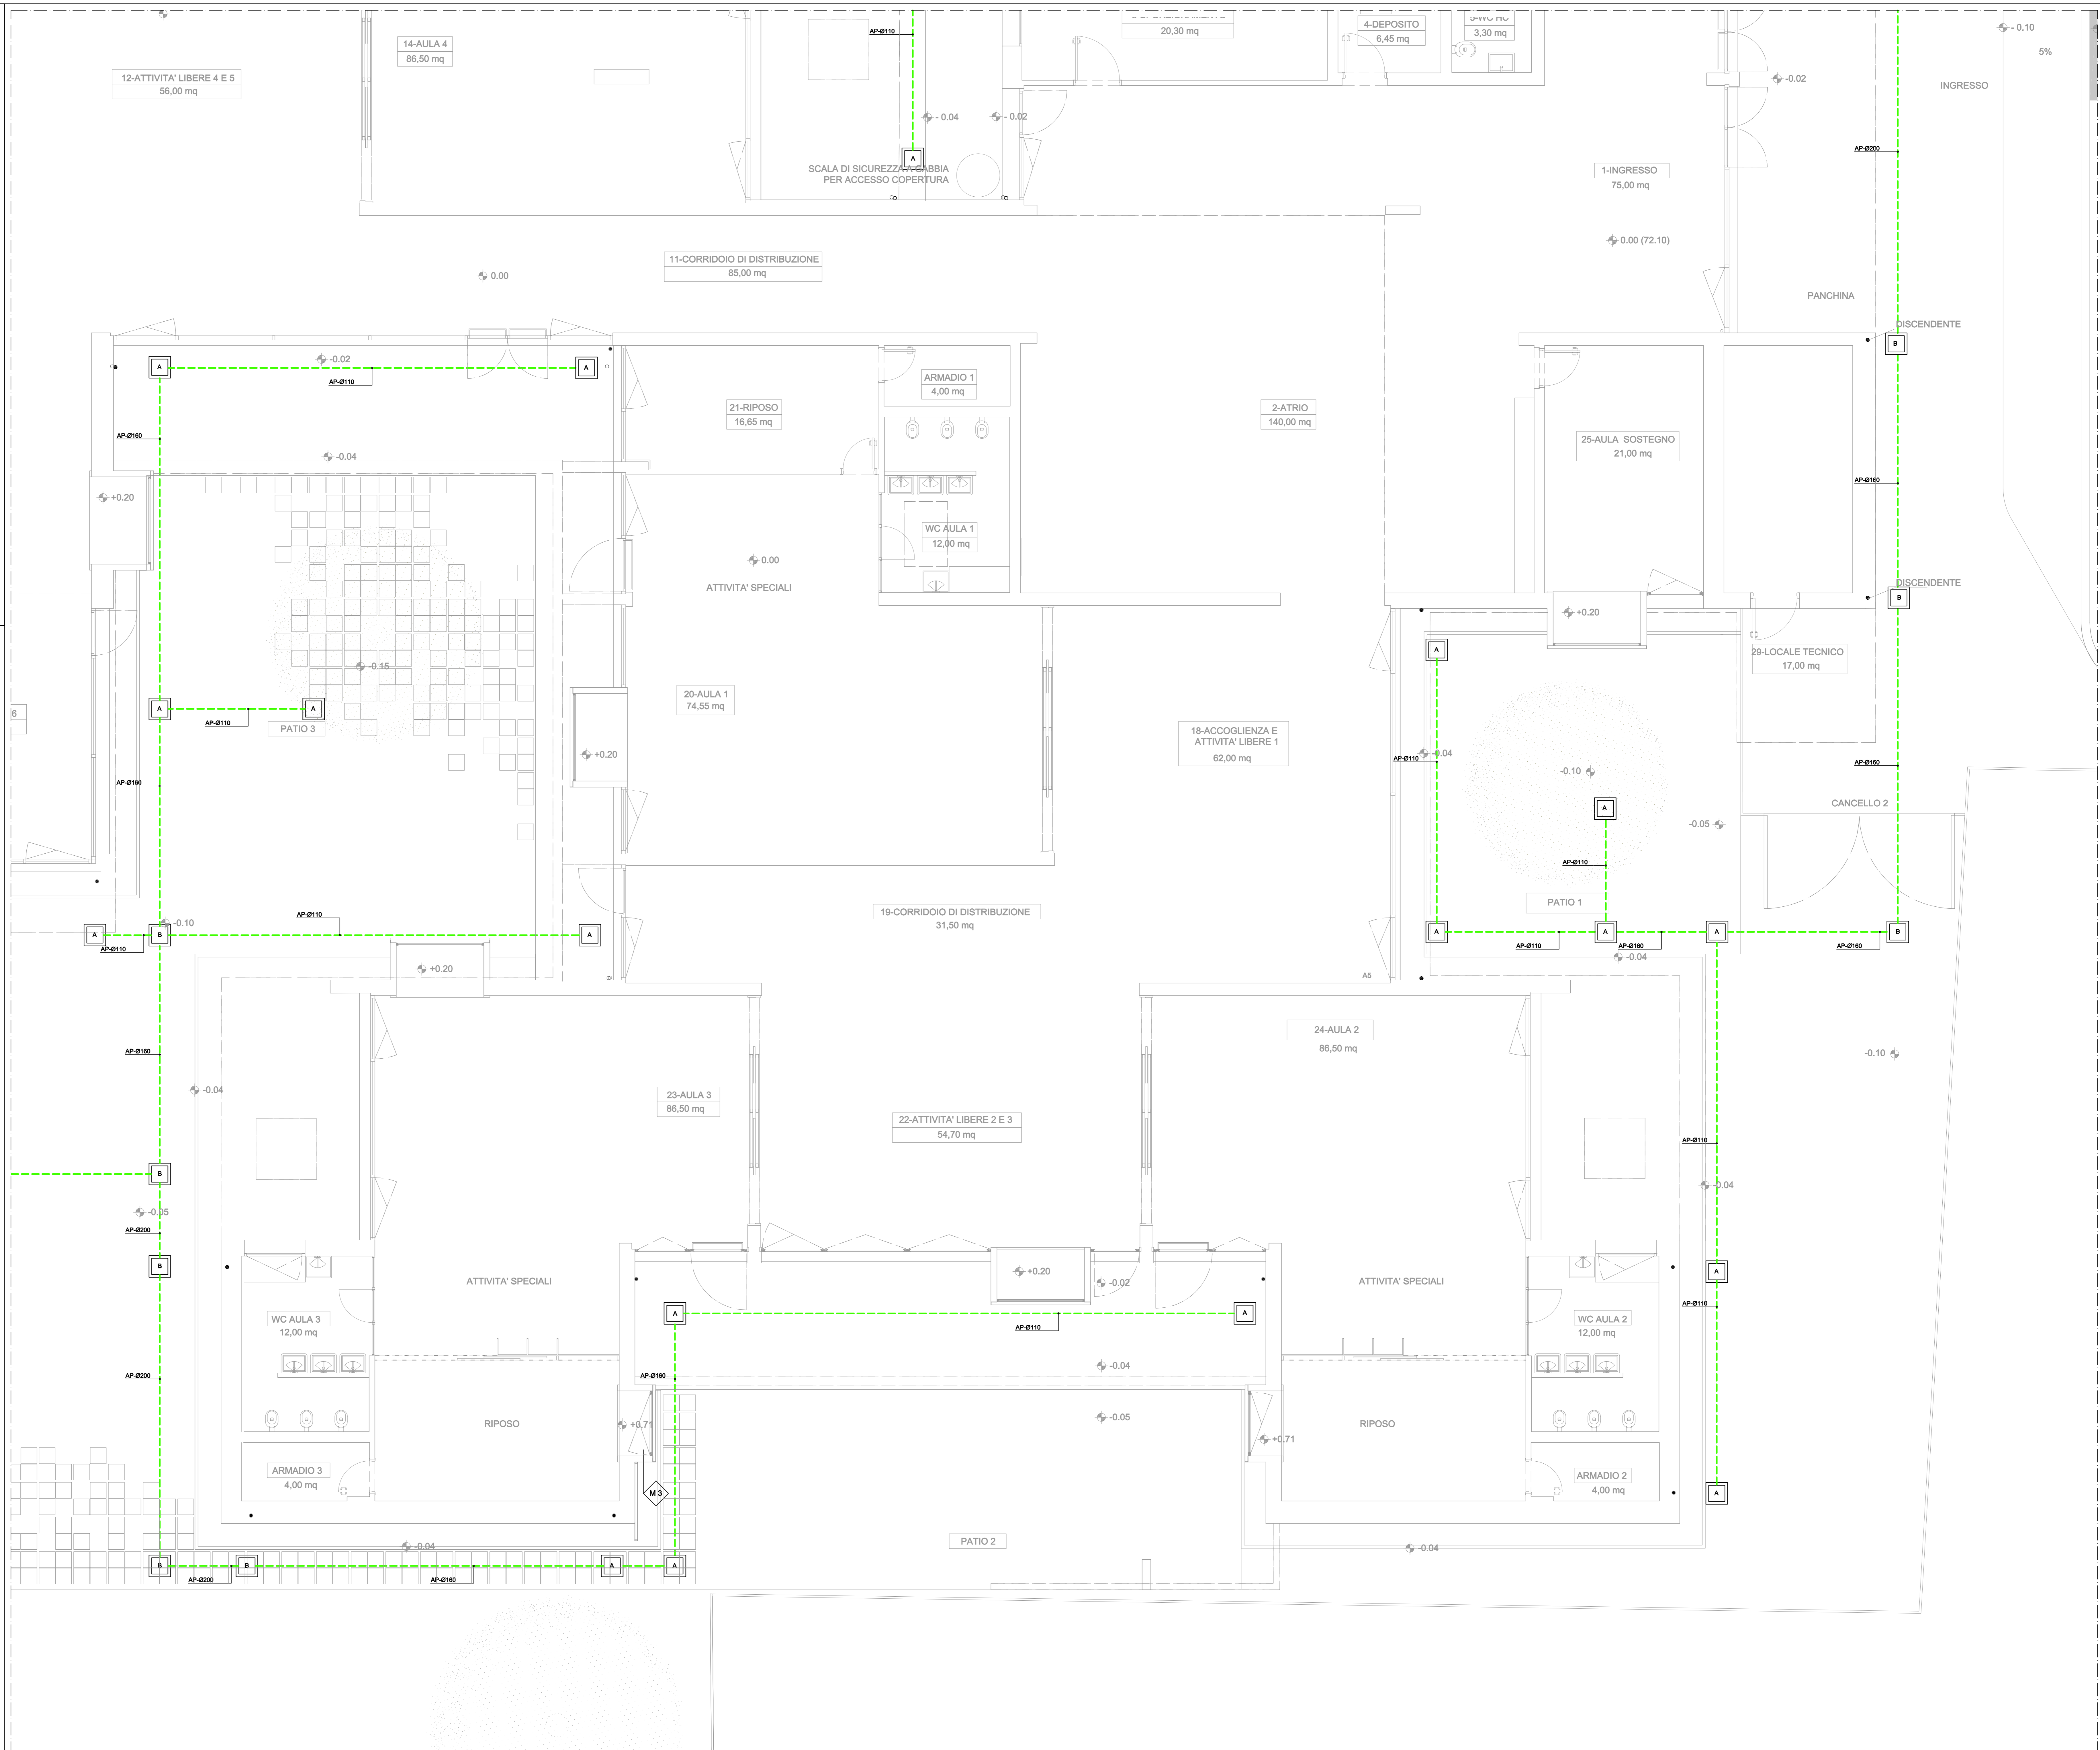 14-AULA 4
86,50 mq
12-ATTIVITA' LIBERE 4 E 5
56,00 mq
AP-Ø110
20,30 mq
4-DEPOSITO
6,45 mq
5-WC HC
3,30 mq
- 0.10
5%
INGRESSO
-0.02
- 0.04
- 0.02
A
SCALA DI SICUREZZA A GABBIA
PER ACCESSO COPERTURA
AP-Ø200
1-INGRESSO
75,00 mq
0.00 (72.10)
11-CORRIDOIO DI DISTRIBUZIONE
85,00 mq
0.00
PANCHINA
DISCENDENTE
B
A
-0.02
AP-Ø110
A
21-RIPOSO
16,65 mq
ARMADIO 1
4,00 mq
2-ATRIO
140,00 mq
25-AULA SOSTEGNO
21,00 mq
AP-Ø160
-0.04
AP-Ø160
+0.20
WC AULA 1
12,00 mq
0.00
ATTIVITA' SPECIALI
DISCENDENTE
B
+0.20
A
29-LOCALE TECNICO
17,00 mq
-0.15
20-AULA 1
74,55 mq
6
A
A
AP-Ø110
PATIO 3
18-ACCOGLIENZA E
ATTIVITA' LIBERE 1
62,00 mq
+0.20
-0.04
AP-Ø110
-0.10
AP-Ø160
AP-Ø160
A
CANCELLO 2
-0.05
AP-Ø110
PATIO 1
19-CORRIDOIO DI DISTRIBUZIONE
31,50 mq
AP-Ø110
-0.10
A
B
A
AP-Ø110
A
A
A
B
AP-Ø110
AP-Ø160
AP-Ø160
-0.04
+0.20
A5
24-AULA 2
86,50 mq
AP-Ø160
-0.10
-0.04
23-AULA 3
86,50 mq
22-ATTIVITA' LIBERE 2 E 3
54,70 mq
AP-Ø110
B
-0.04
-0.05
AP-Ø200
B
ATTIVITA' SPECIALI
+0.20
-0.02
ATTIVITA' SPECIALI
A
A
A
AP-Ø110
AP-Ø110
WC AULA 3
12,00 mq
WC AULA 2
12,00 mq
AP-Ø200
AP-Ø160
-0.04
RIPOSO
+0.71
-0.05
+0.71
RIPOSO
ARMADIO 3
4,00 mq
M 3
ARMADIO 2
4,00 mq
A
PATIO 2
-0.04
-0.04
B
B
A
A
AP-Ø200
AP-Ø160